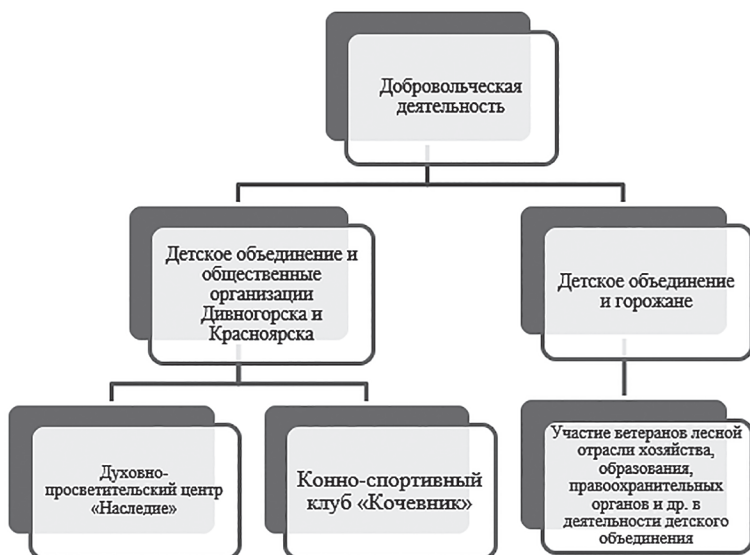 Добровольческая
деятельность
Детское объединение и
общественные
организации
Дивногорска и
Красноярска
Детское объединение
и горожане
Духовно-
просветительский центр
«Наследие»
Конно-спортивный
клуб «Кочевник»
Участие ветеранов лесной
отрасли хозяйства,
образования,
правоохранительных
органов и др. в
деятельности детского
объединения